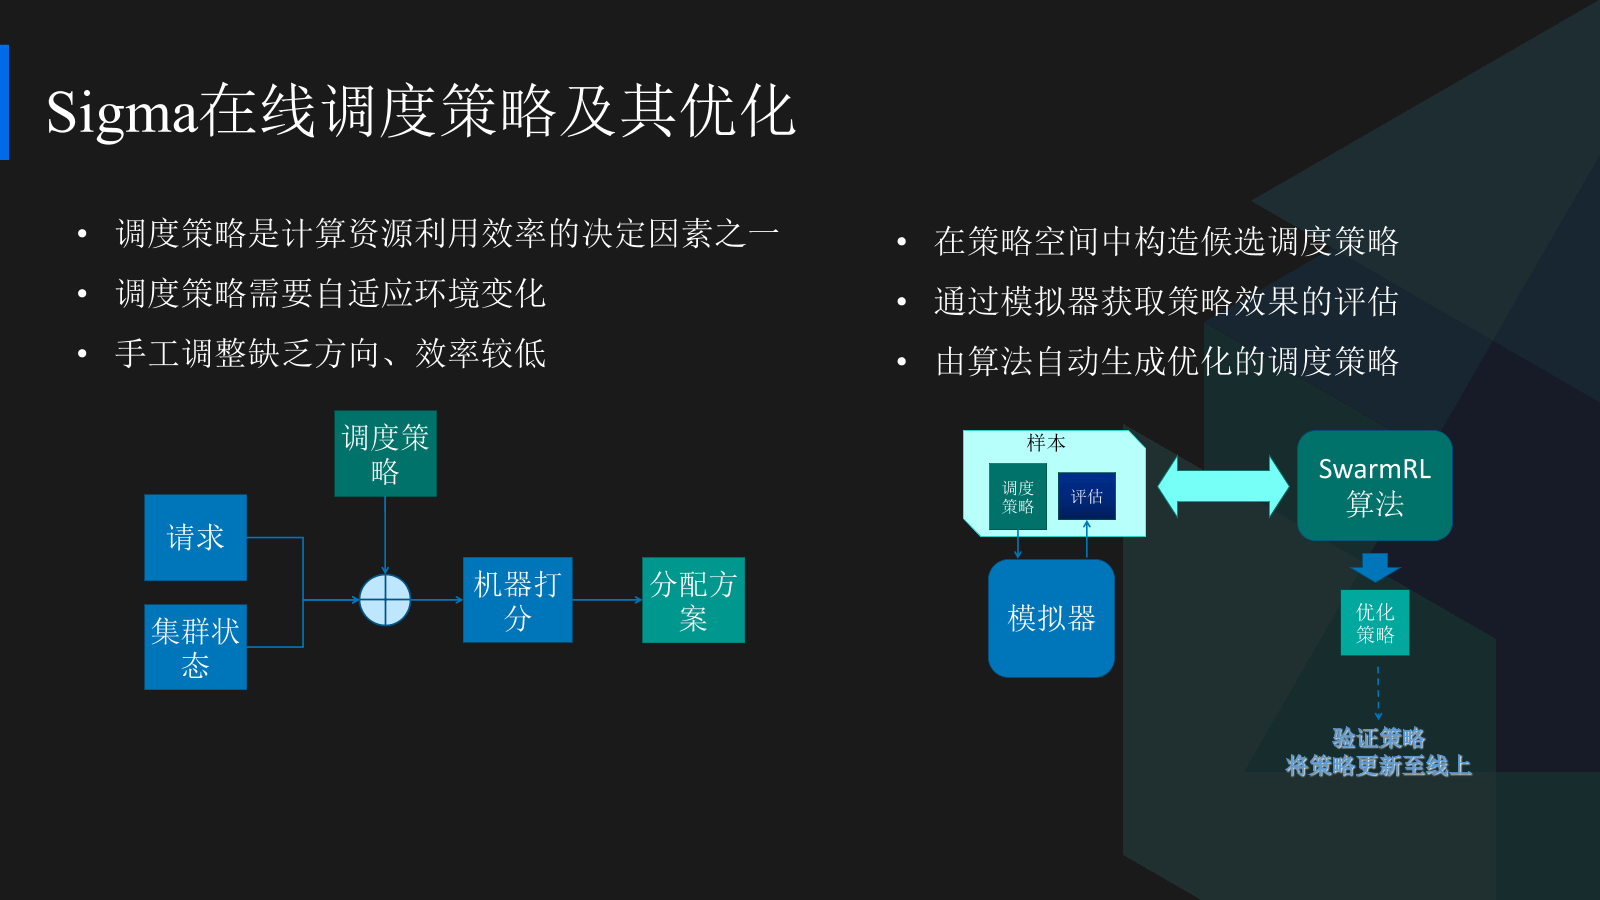 Sigma在线调度策略及其优化
• 调度策略是计算资源利用效率的决定因素之一
• 调度策略需要自适应环境变化
• 手工调整缺乏方向、效率较低
• 在策略空间中构造候选调度策略
• 通过模拟器获取策略效果的评估
• 由算法自动生成优化的调度策略
调度策
略
请求
集群状
态
机器打
分
分配方
案
样本
调度
策略
评估
模拟器
SwarmRL
算法
优化
策略
验证策略
将策略更新至线上